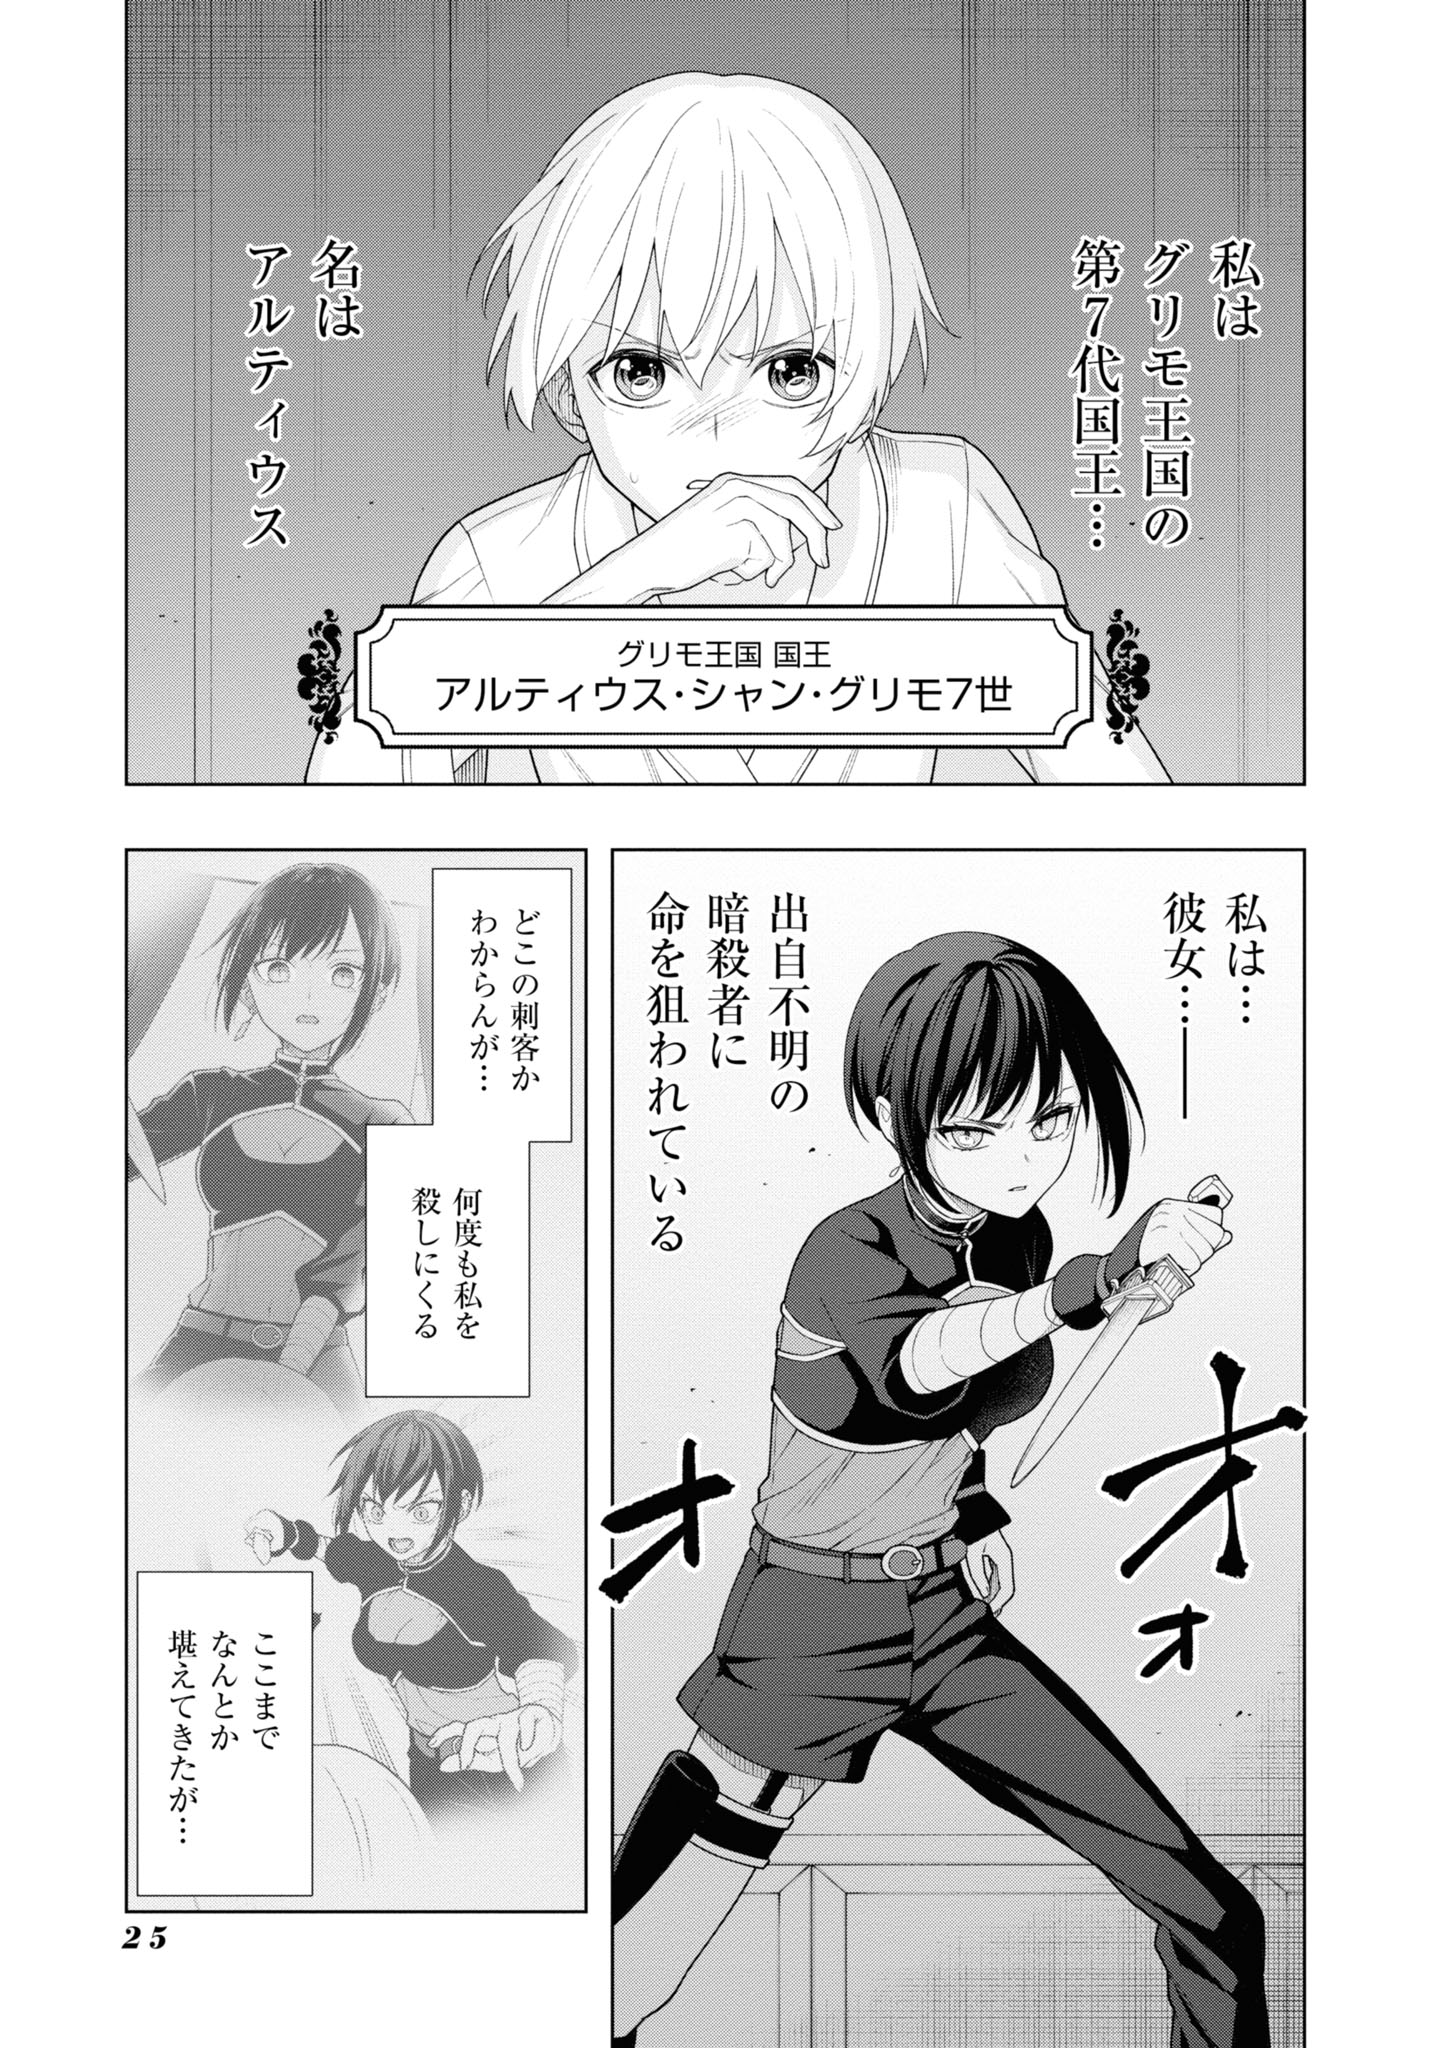 私は
グリモ王国の
第7代国王…
名は
アルティウス
グリモ王国 国王
アルティウス・シャン・グリモ7世
私は…
彼女…――
出自不明の
暗殺者に
命を狙われている
オォ
オ
どこの刺客か
わからんが…
何度も私を
殺しにくる
ここまで
なんとか
堪えてきたが…
25